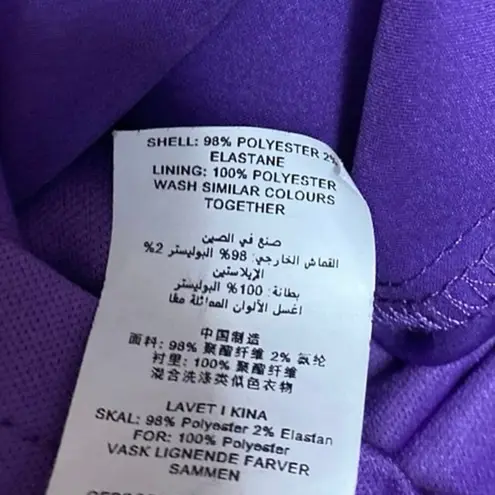 SHELL: 98% POLYESTER 2%
ELASTANE
LINING: 100% POLYESTER
WASH SIMILAR COLOURS
TOGETHER
صنع في الصين
القماش الخارجي: 98% البوليستر 2%
الإيلاستين
بطانة: 100% البوليستر
اغسل الألوان المماثلة معًا
中国制造
面料: 98% 聚酯纤维 2% 氨纶
衬里: 100% 聚酯纤维
混合洗涤类似色衣物
LAVET I KINA
SKAL: 98% Polyester 2% Elastan
FOR: 100% Polyester
VASK LIGNENDE FARVER
SAMMEN